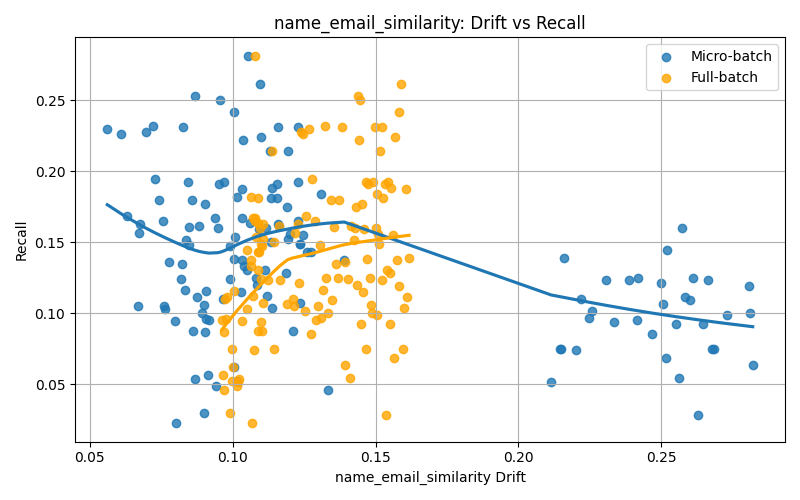 name_email_similarity: Drift vs Recall
Micro-batch
Full-batch
Recall
0.25
0.20
0.15
0.10
0.05
0.05
0.10
0.15
0.20
0.25
name_email_similarity Drift